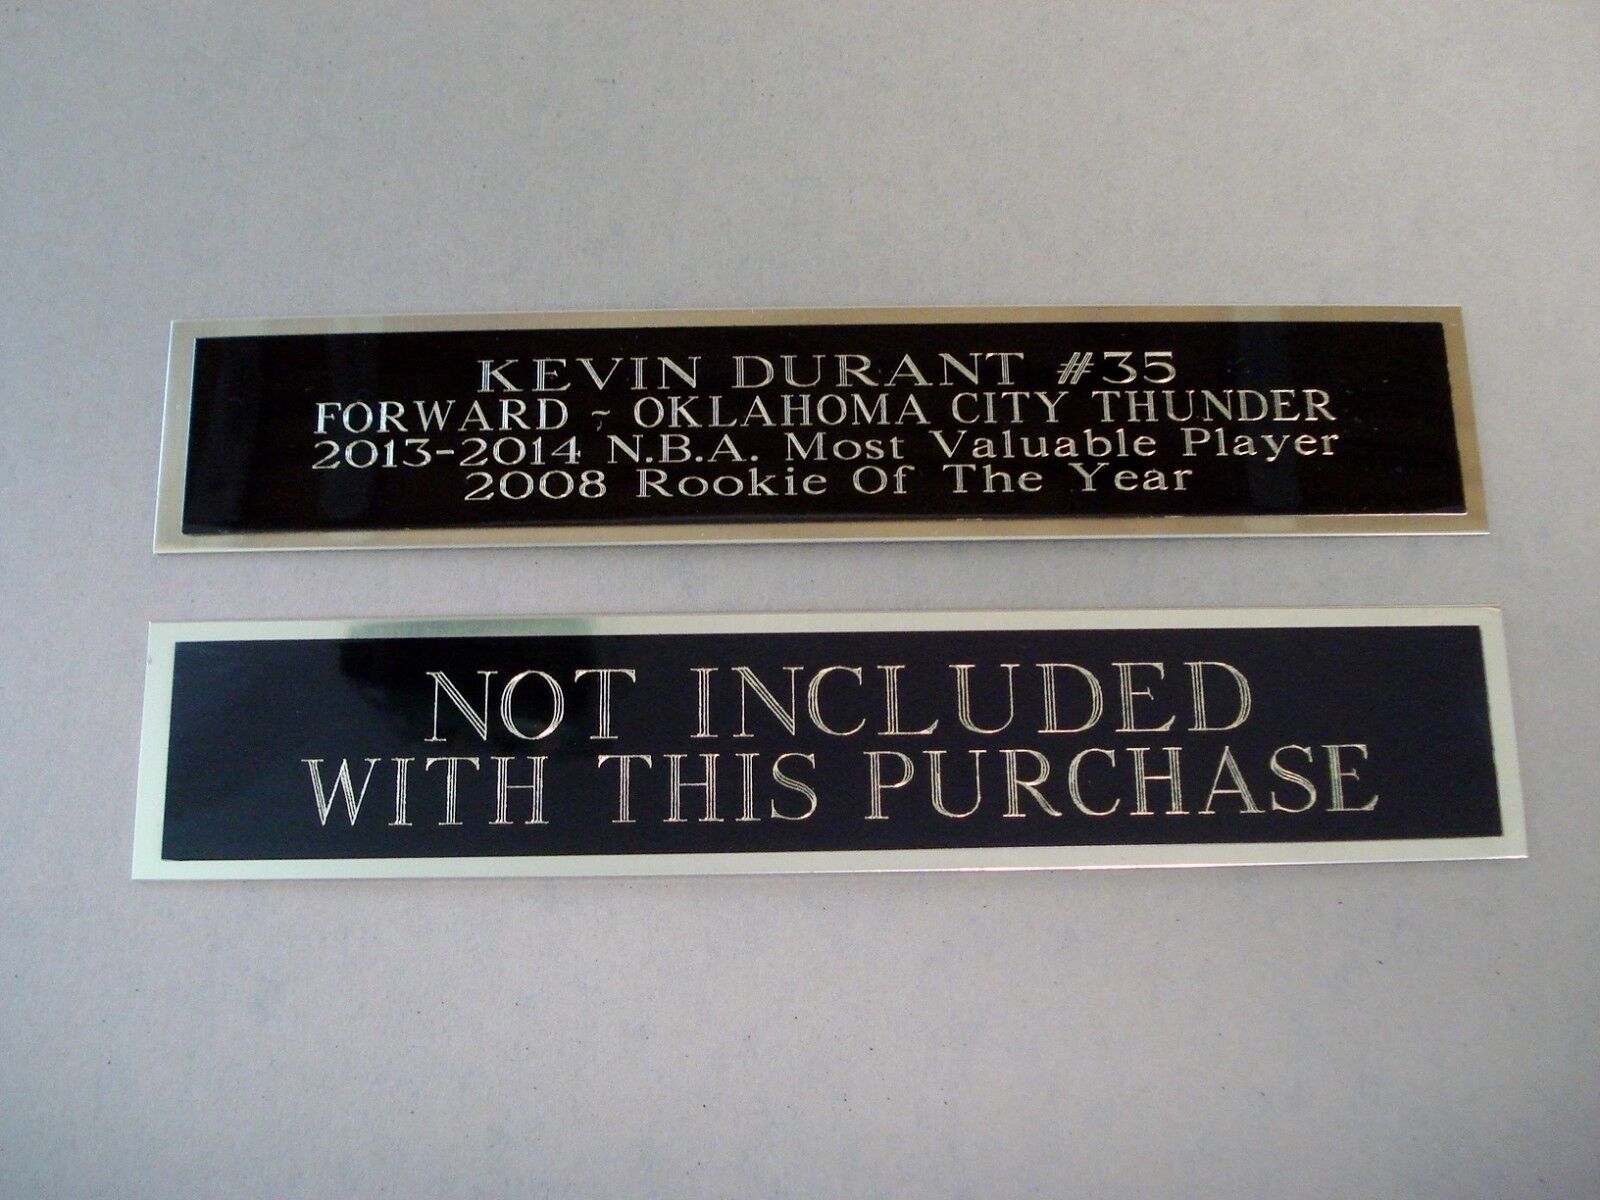 KEVIN DURANT #35
FORWARD ~ OKLAHOMA CITY THUNDER
2013-2014 N.B.A. Most Valuable Player
2008 Rookie Of The Year
NOT INCLUDED
WITH THIS PURCHASE